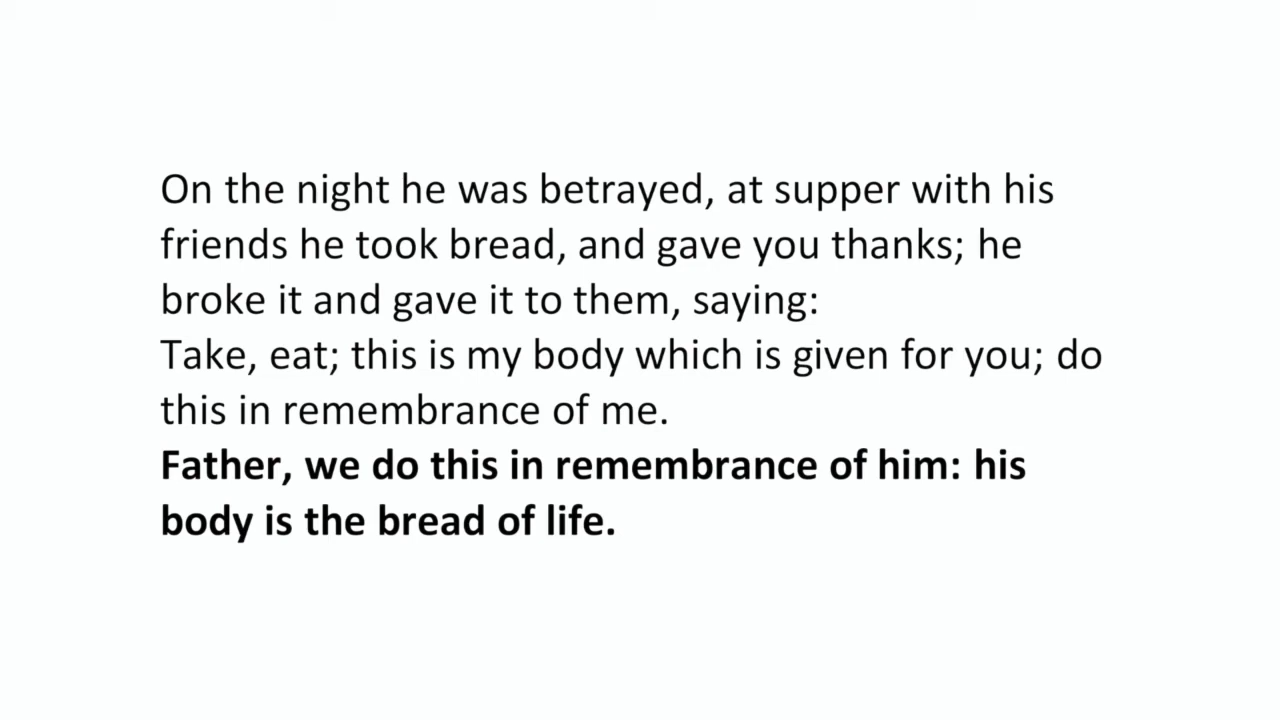 On the night he was betrayed, at supper with his
friends he took bread, and gave you thanks; he
broke it and gave it to them, saying:
Take, eat; this is my body which is given for you; do
this in remembrance of me.
Father, we do this in remembrance of him: his
body is the bread of life.